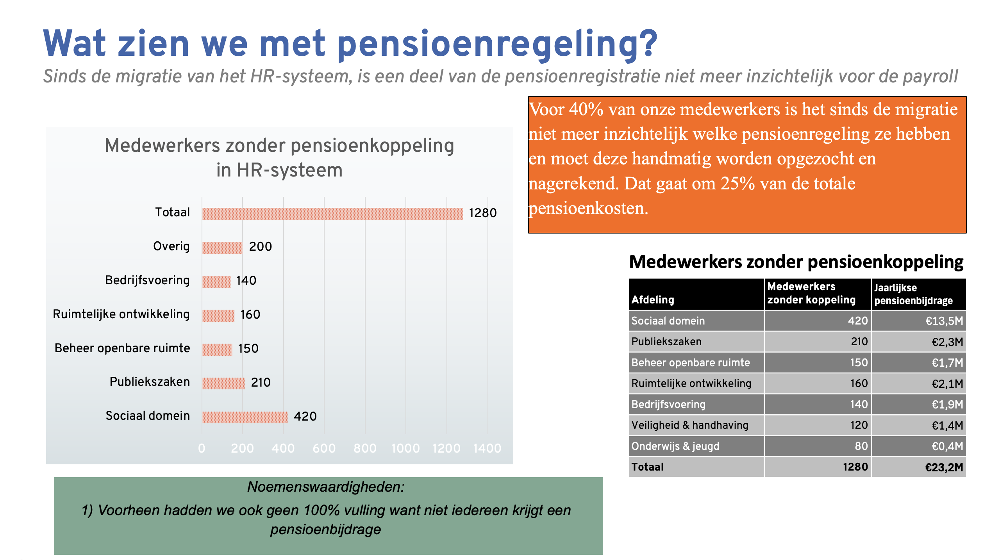 Wat zien we met pensioenregeling?
Sinds de migratie van het HR-systeem, is een deel van de pensioenregistratie niet meer inzichtelijk voor de payroll
Medewerkers zonder pensioenkoppeling
in HR-systeem
Totaal 1280
Overig 200
Bedrijfsvoering 140
Ruimtelijke ontwikkeling 160
Beheer openbare ruimte 150
Publiekszaken 210
Sociaal domein 420
0 200 400 600 800 1000 1200 1400
Voor 40% van onze medewerkers is het sinds de migratie
niet meer inzichtelijk welke pensioenregeling ze hebben
en moet deze handmatig worden opgezocht en
nagerekend. Dat gaat om 25% van de totale
pensioenkosten.
Medewerkers zonder pensioenkoppeling
Afdeling Medewerkers zonder koppeling Jaarlijkse pensioenbijdrage
Sociaal domein 420 €13,5M
Publiekszaken 210 €2,3M
Beheer openbare ruimte 150 €1,7M
Ruimtelijke ontwikkeling 160 €2,1M
Bedrijfsvoering 140 €1,9M
Veiligheid & handhaving 120 €1,4M
Onderwijs & jeugd 80 €0,4M
Totaal 1280 €23,2M
Noemenswaardigheden:
1) Voorheen hadden we ook geen 100% vulling want niet iedereen krijgt een
pensioenbijdrage